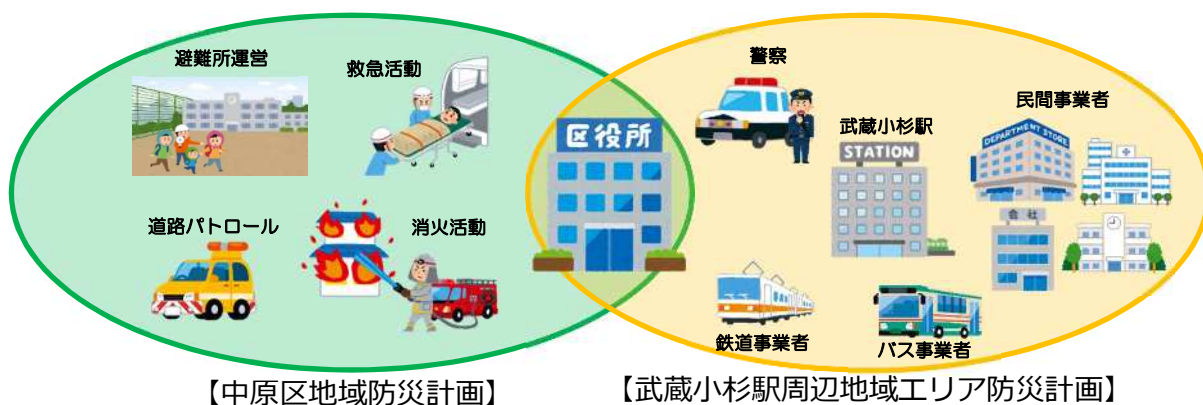 避難所運営
救急活動
道路パトロール
消火活動
区役所
警察
武蔵小杉駅
STATION
民間事業者
DEPARTMENT STORE
会社
鉄道事業者
バス事業者
【中原区地域防災計画】
【武蔵小杉駅周辺地域エリア防災計画】